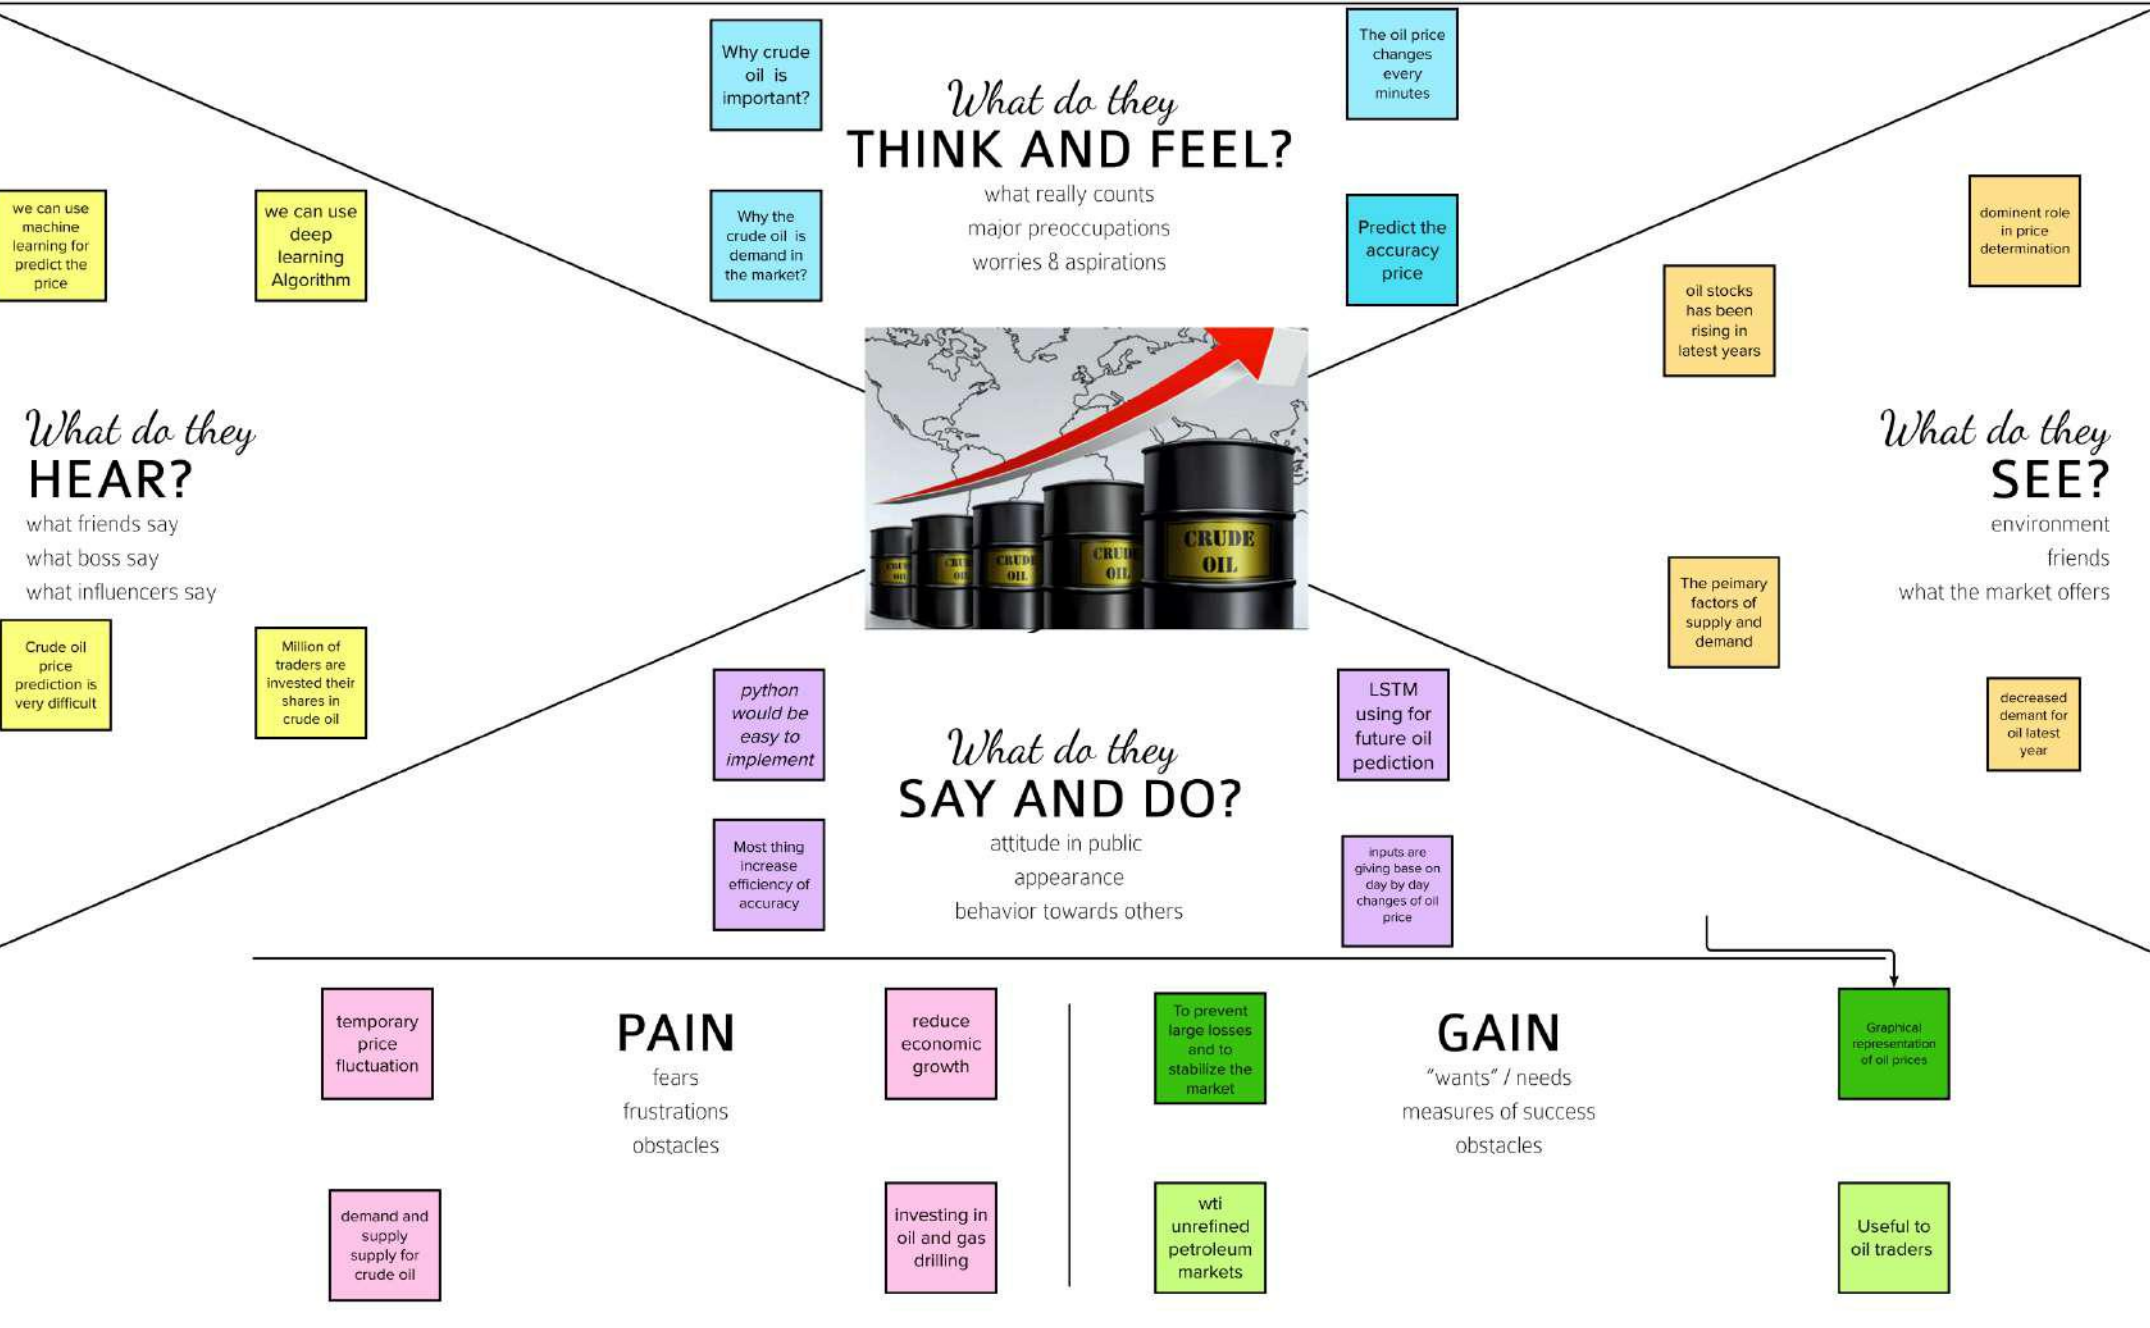 Why crude
oil is
important?
The oil price
changes
every
minutes
What do they
THINK AND FEEL?
what really counts
major preoccupations
worries & aspirations
Why the
crude oil is
demand in
the market?
Predict the
accuracy
price
we can use
machine
learning for
predict the
price
we can use
deep
learning
Algorithm
What do they
HEAR?
what friends say
what boss say
what influencers say
Crude oil
price
prediction is
very difficult
Million of
traders are
invested their
shares in
crude oil
CRUDE
OIL
CRUDE
OIL
dominent role
in price
determination
oil stocks
has been
rising in
latest years
What do they
SEE?
environment
friends
what the market offers
The peimary
factors of
supply and
demand
decreased
demant for
oil latest
year
python
would be
easy to
implement
LSTM
using for
future oil
pediction
What do they
SAY AND DO?
attitude in public
appearance
behavior towards others
Most thing
increase
efficiency of
accuracy
inputs are
giving base on
day by day
changes of oil
price
temporary
price
fluctuation
PAIN
fears
frustrations
obstacles
reduce
economic
growth
demand and
supply
supply for
crude oil
investing in
oil and gas
drilling
To prevent
large losses
and to
stabilize the
market
GAIN
"wants" / needs
measures of success
obstacles
Graphical
representation
of oil prices
wti
unrefined
petroleum
markets
Useful to
oil traders